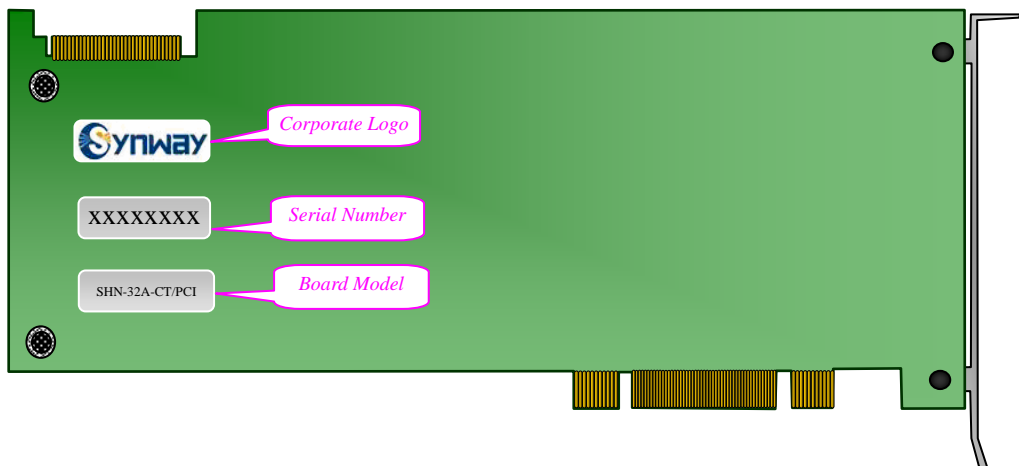 Synway
Corporate Logo
XXXXXXXX
Serial Number
SHN-32A-CT/PCI
Board Model